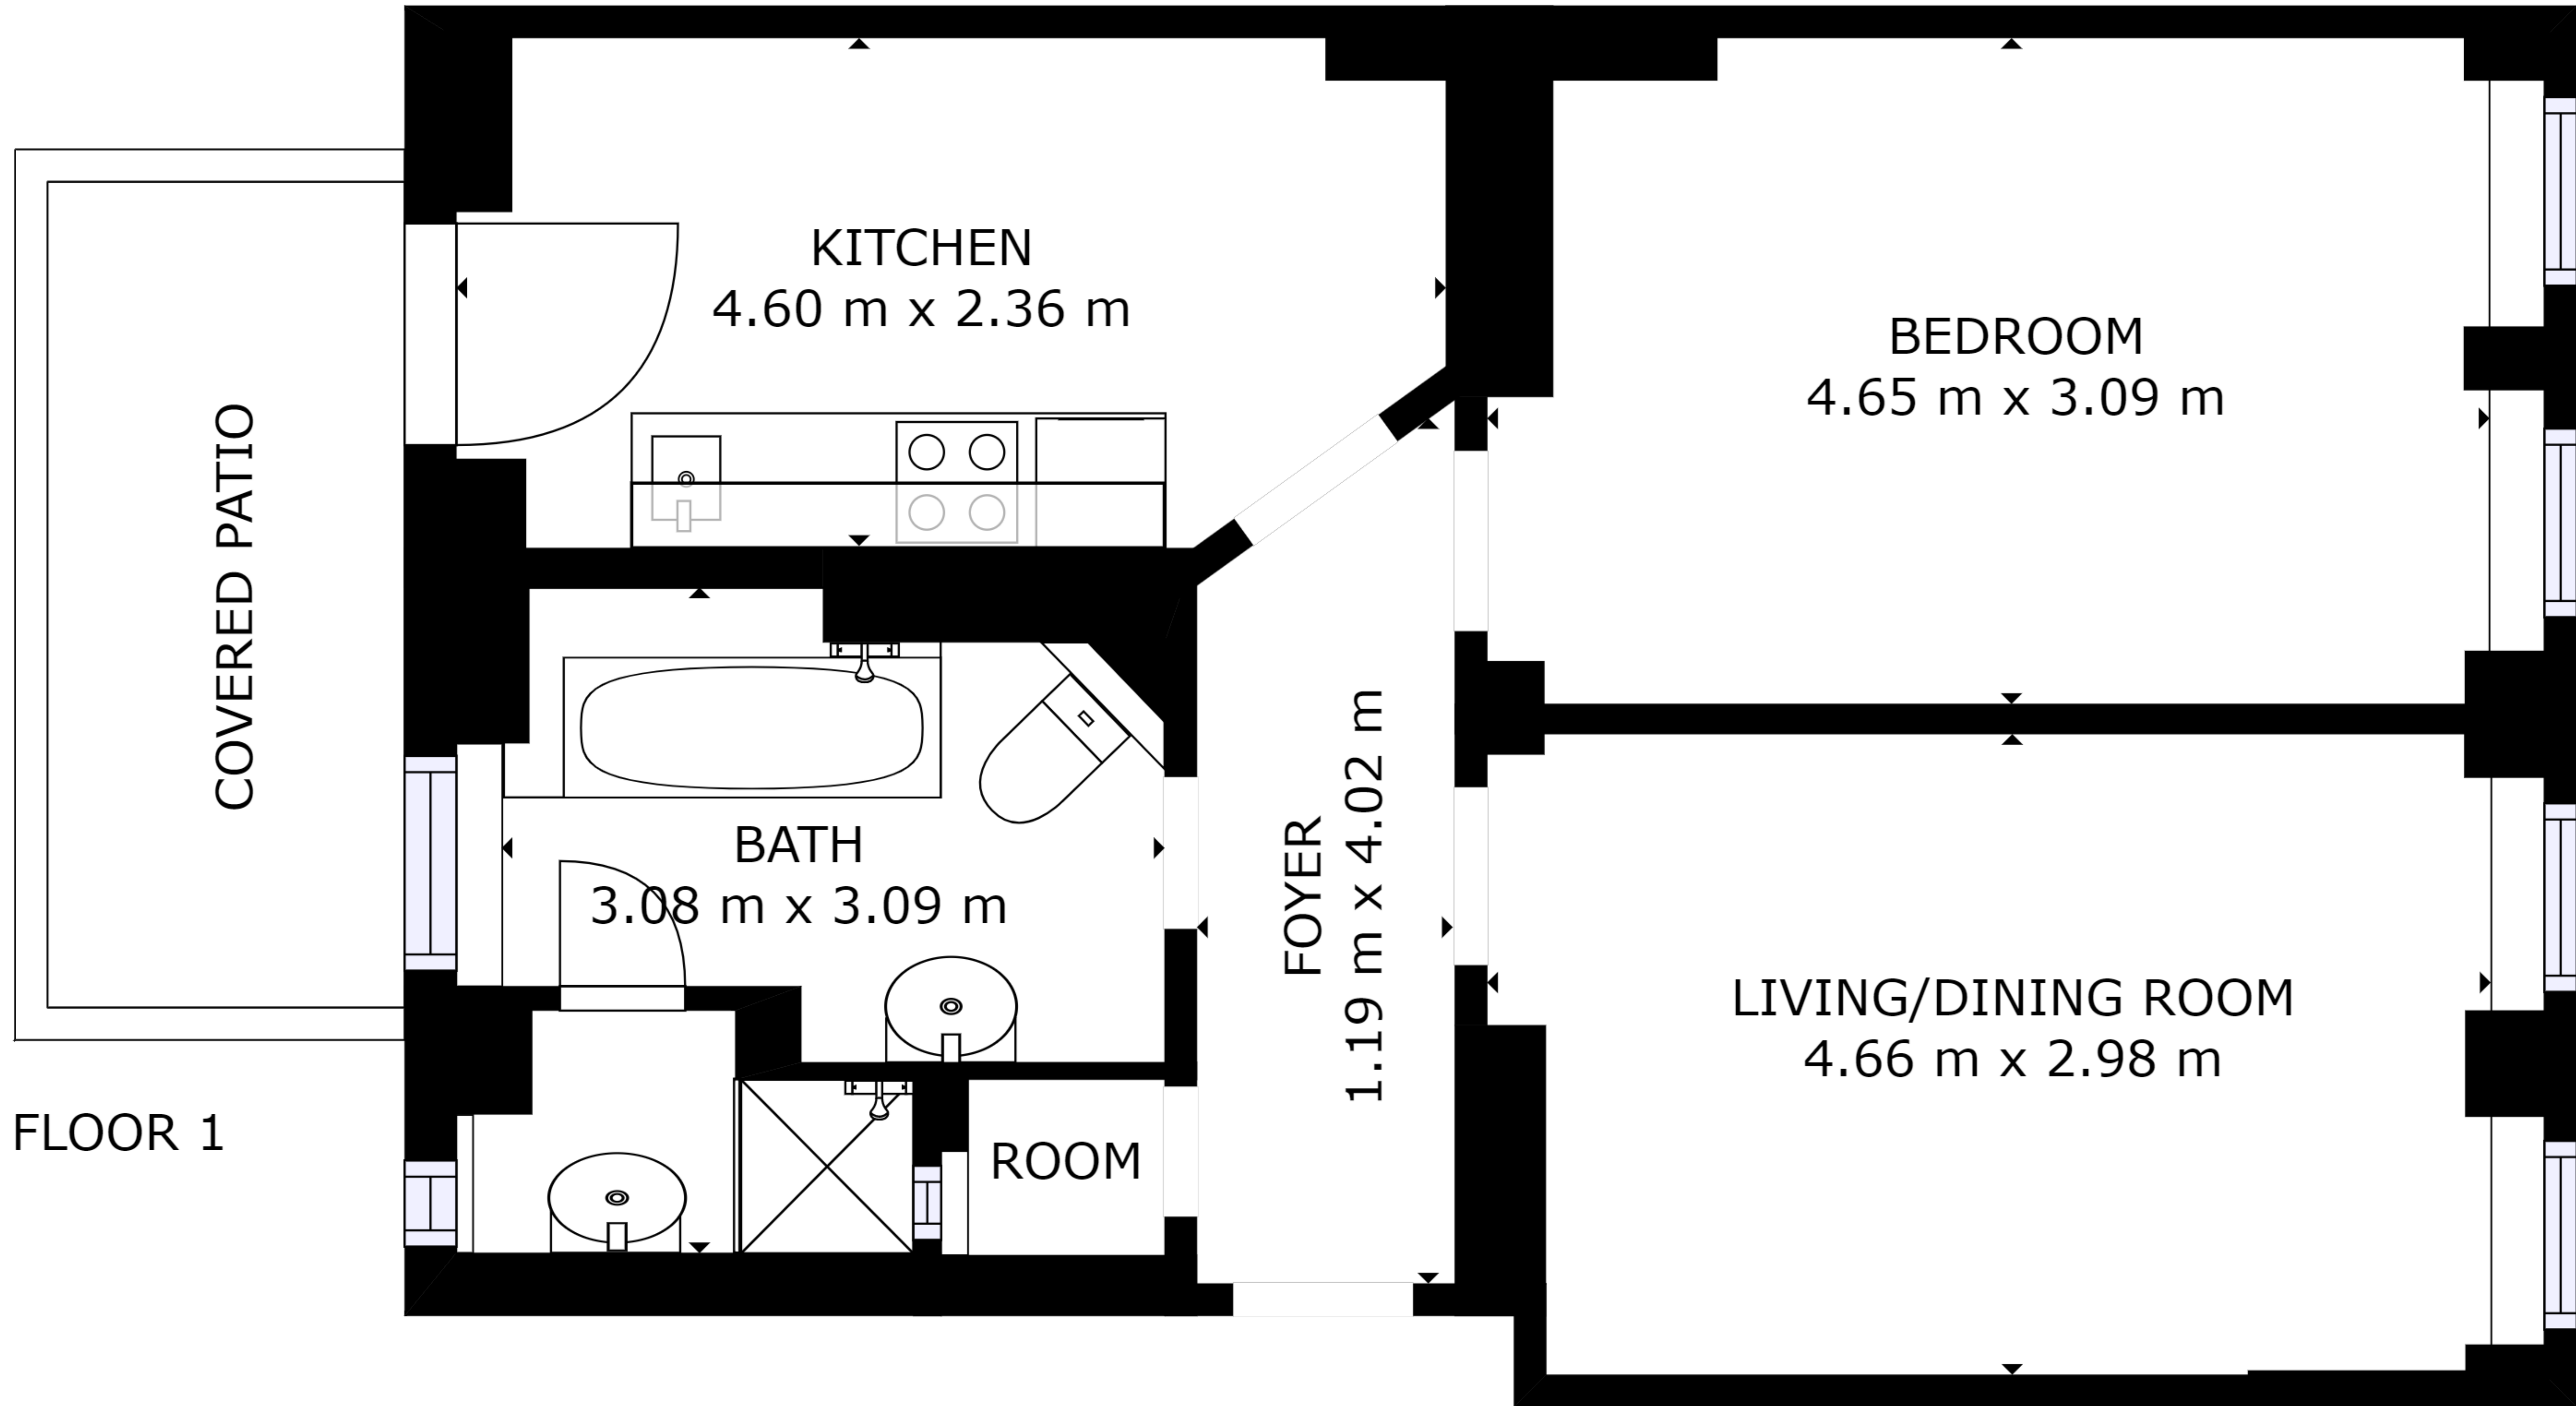 KITCHEN
4.60 m x 2.36 m
BEDROOM
4.65 m x 3.09 m
COVERED PATIO
BATH
3.08 m x 3.09 m
FOYER
1.19 m x 4.02 m
LIVING/DINING ROOM
4.66 m x 2.98 m
FLOOR 1
ROOM